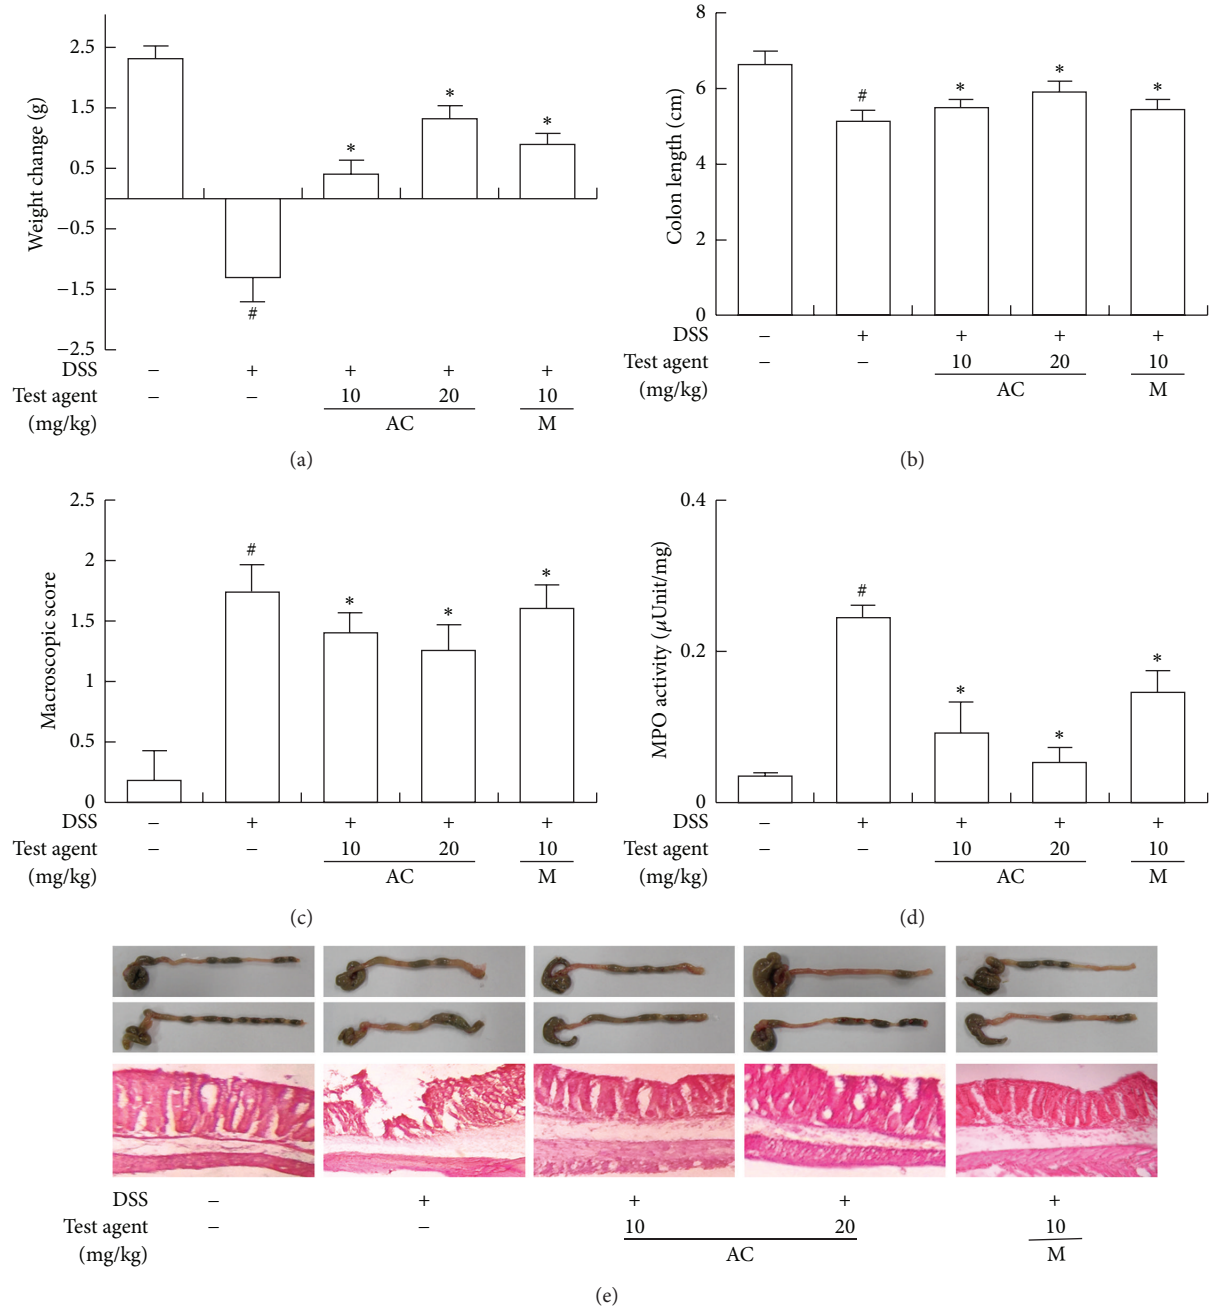 2.5
1.5
0.5
−0.5
−1.5
−2.5
Weight change (g)
#
*
*
*
DSS − + + + +
Test agent − − 10 20 10
(mg/kg) AC M
(a)
8
6
4
2
0
Colon length (cm)
#
*
*
*
DSS − + + + +
Test agent − − 10 20 10
(mg/kg) AC M
(b)
2.5
2
1.5
1
0.5
0
Macroscopic score
#
*
*
*
DSS − + + + +
Test agent − − 10 20 10
(mg/kg) AC M
(c)
0.4
0.2
0
MPO activity (μUnit/mg)
#
*
*
*
DSS − + + + +
Test agent − − 10 20 10
(mg/kg) AC M
(d)
DSS − + + + +
Test agent − − 10 20 10
(mg/kg) AC M
(e)